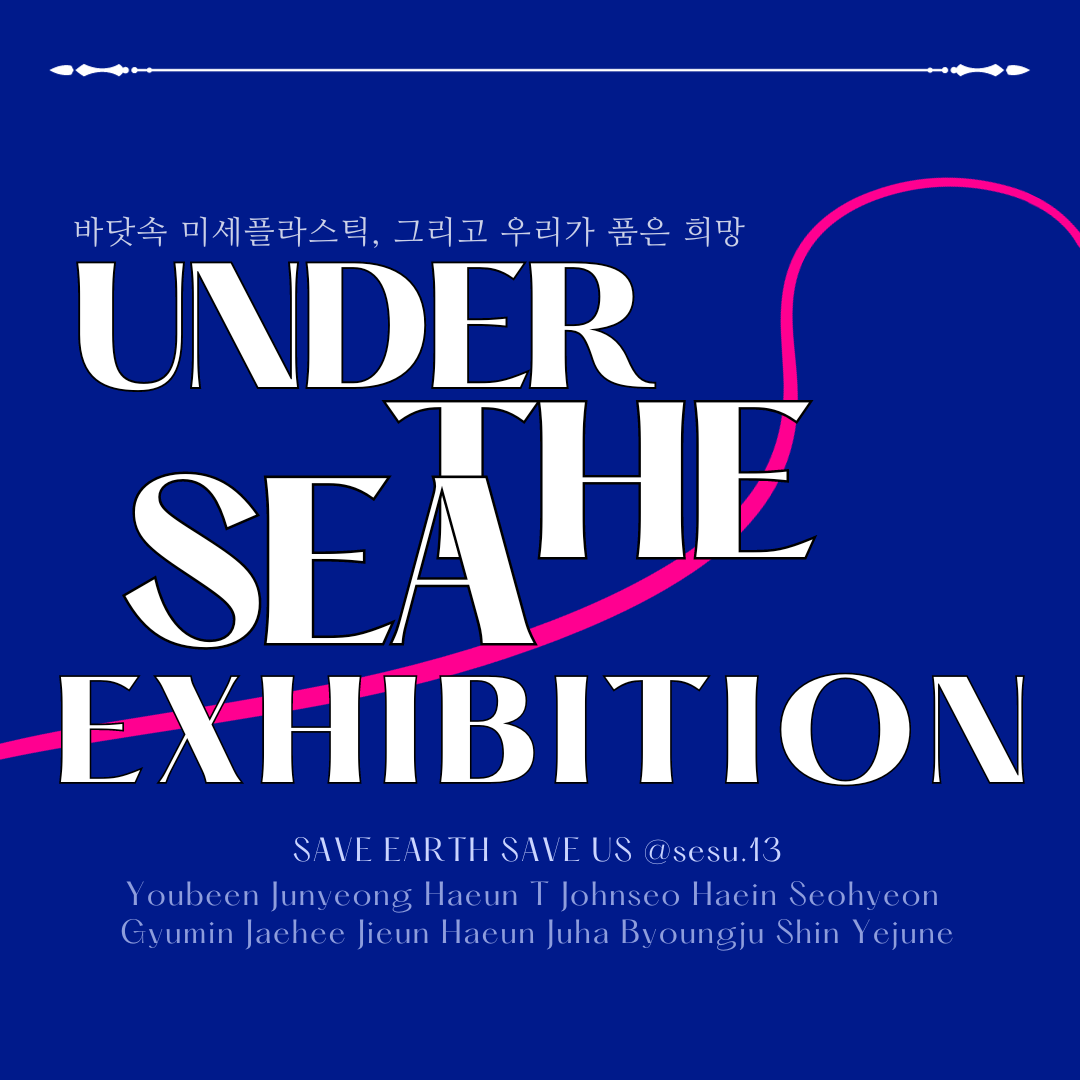 바닷속 미세플라스틱, 그리고 우리가 품은 희망
UNDER
THE
SEA
EXHIBITION
SAVE EARTH SAVE US @sesu.13
Youbeen Junyeong Haeun T Johnseo Haein Seohyeon
Gyumin Jaehee Jieun Haeun Juha Byoungju Shin Yejune